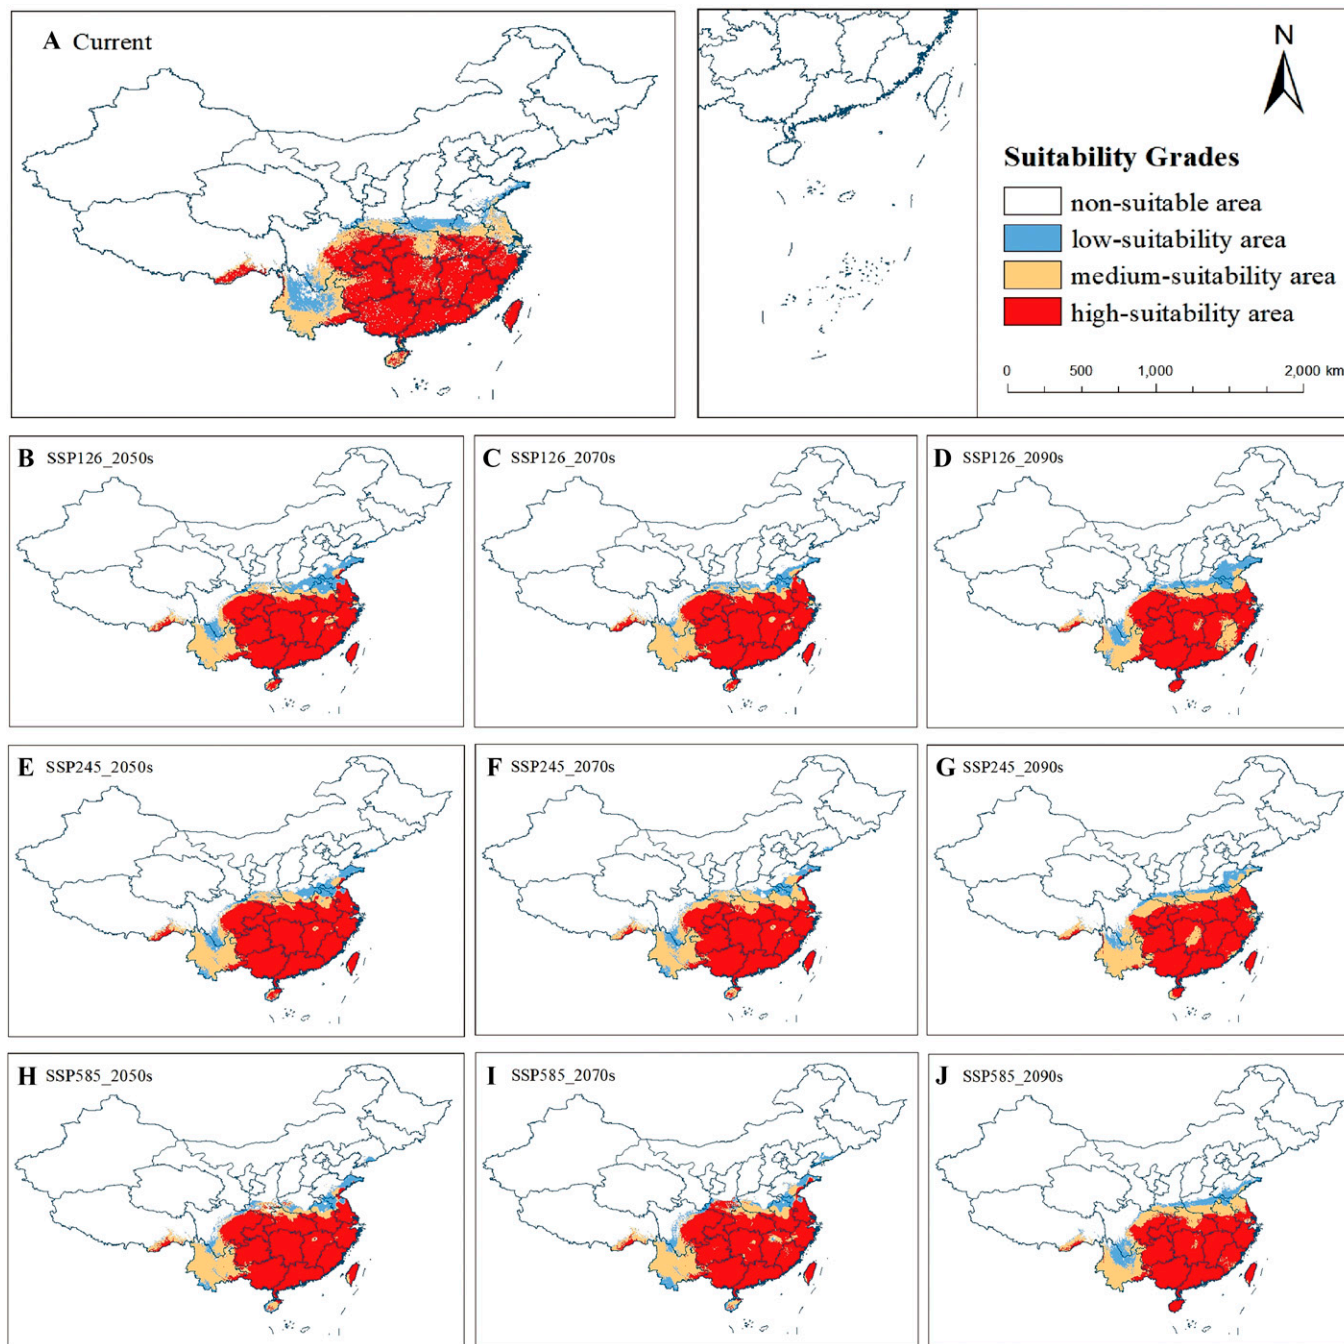 A Current
N
Suitability Grades
non-suitable area
low-suitability area
medium-suitability area
high-suitability area
0 500 1,000 2,000 km
B SSP126_2050s
C SSP126_2070s
D SSP126_2090s
E SSP245_2050s
F SSP245_2070s
G SSP245_2090s
H SSP585_2050s
I SSP585_2070s
J SSP585_2090s